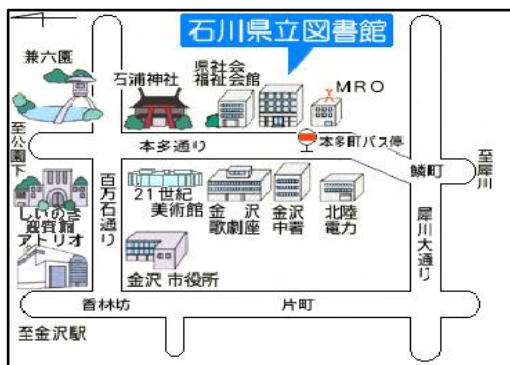 石川県立図書館
兼六園
石浦神社
県社会
福祉会館
MRO
至公園下
本多通り
本多町バス停
鱗町
至犀川
しいのき
迎賓館
アトリオ
百万石通り
21世紀
美術館
金沢
歌劇座
金沢
中署
北陸
電力
犀川大通り
金沢市役所
香林坊
片町
至金沢駅